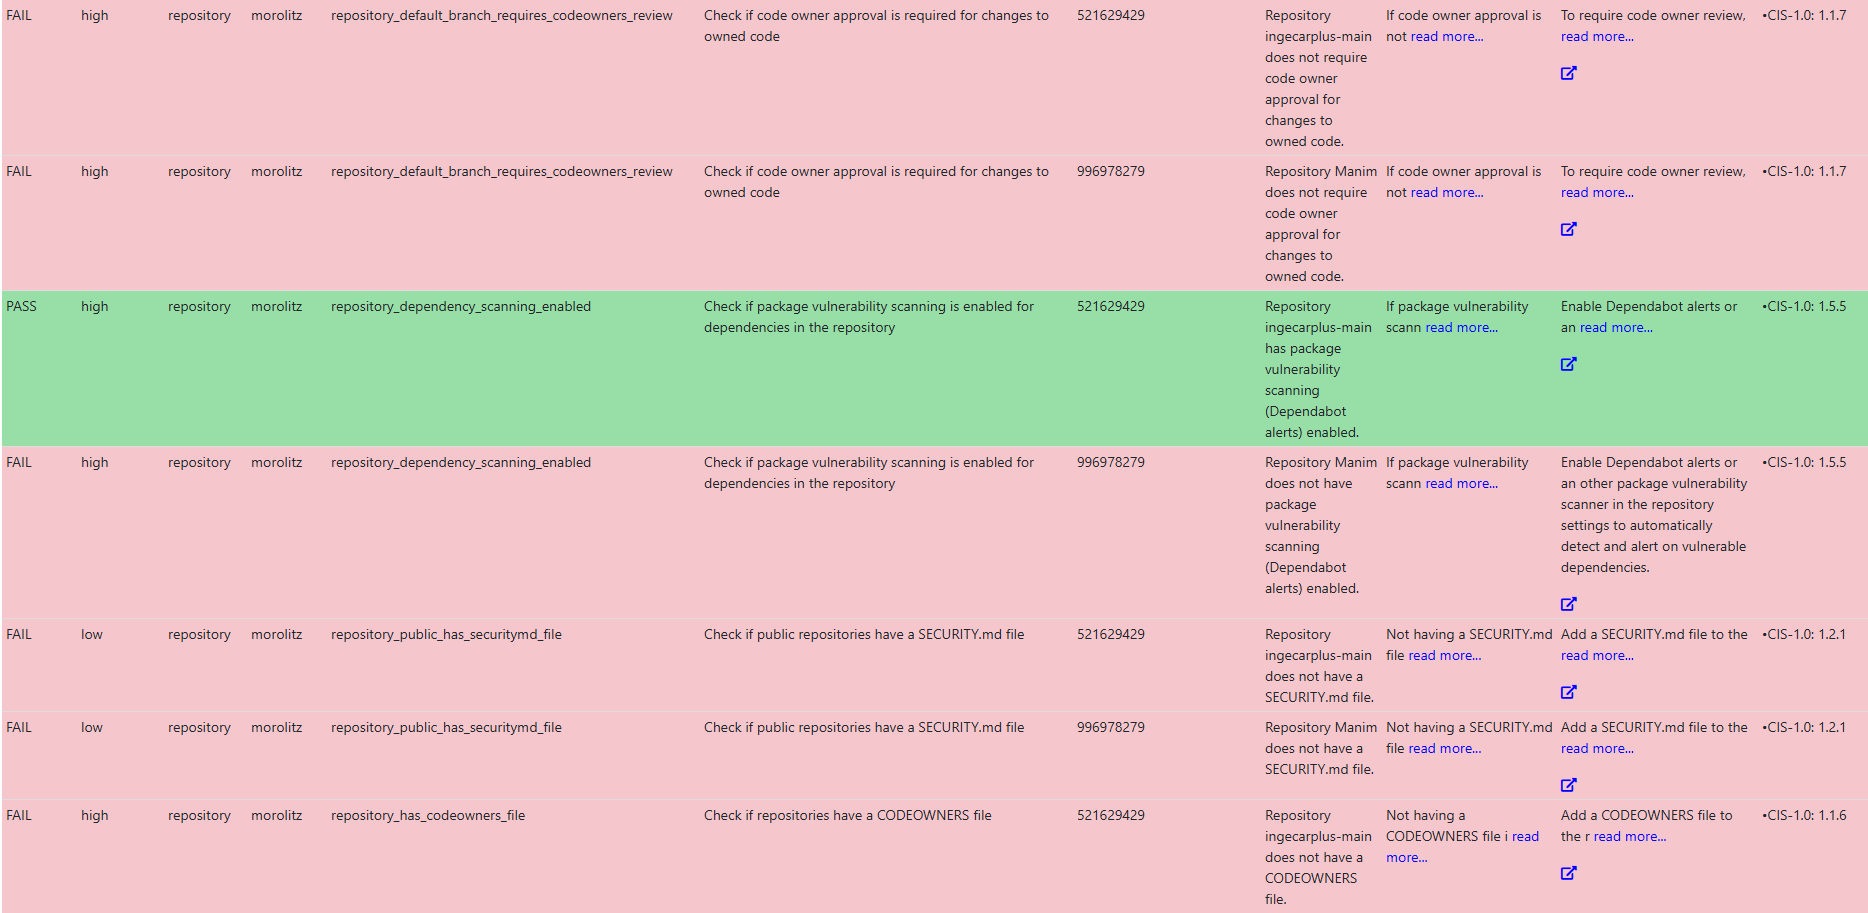 FAIL high repository morolitz repository_default_branch_requires_codeowners_review Check if code owner approval is required for changes to Repository If code owner approval is To require code owner review, •CIS-1.0: 1.1.7
owned code 521629429 ingecarplus-main not read more... read more...
does not require
code owner
approval for
changes to
owned code.
FAIL high repository morolitz repository_default_branch_requires_codeowners_review Check if code owner approval is required for changes to 996978279 Repository Manim If code owner approval is To require code owner review, •CIS-1.0: 1.1.7
owned code does not require not read more... read more...
code owner
approval for
changes to
owned code.
PASS high repository morolitz repository_dependency_scanning_enabled Check if package vulnerability scanning is enabled for 521629429 Repository If package vulnerability Enable Dependabot alerts or •CIS-1.0: 1.5.5
dependencies in the repository ingecarplus-main scann read more... an read more...
has package
vulnerability
scanning
(Dependabot
alerts) enabled.
FAIL high repository morolitz repository_dependency_scanning_enabled Check if package vulnerability scanning is enabled for 996978279 Repository Manim If package vulnerability Enable Dependabot alerts or •CIS-1.0: 1.5.5
dependencies in the repository does not have scann read more... an other package vulnerability
package scanner in the repository
vulnerability settings to automatically
scanning detect and alert on vulnerable
(Dependabot dependencies.
alerts) enabled.
FAIL low repository morolitz repository_public_has_securitymd_file Check if public repositories have a SECURITY.md file 521629429 Repository Not having a SECURITY.md Add a SECURITY.md file to the •CIS-1.0: 1.2.1
ingecarplus-main file read more... read more...
does not have a
SECURITY.md file.
FAIL low repository morolitz repository_public_has_securitymd_file Check if public repositories have a SECURITY.md file 996978279 Repository Manim Not having a SECURITY.md Add a SECURITY.md file to the •CIS-1.0: 1.2.1
does not have a file read more... read more...
SECURITY.md file.
FAIL high repository morolitz repository_has_codeowners_file Check if repositories have a CODEOWNERS file 521629429 Repository Not having a Add a CODEOWNERS file to •CIS-1.0: 1.1.6
ingecarplus-main CODEOWNERS file i read the r read more...
does not have a more...
CODEOWNERS
file.